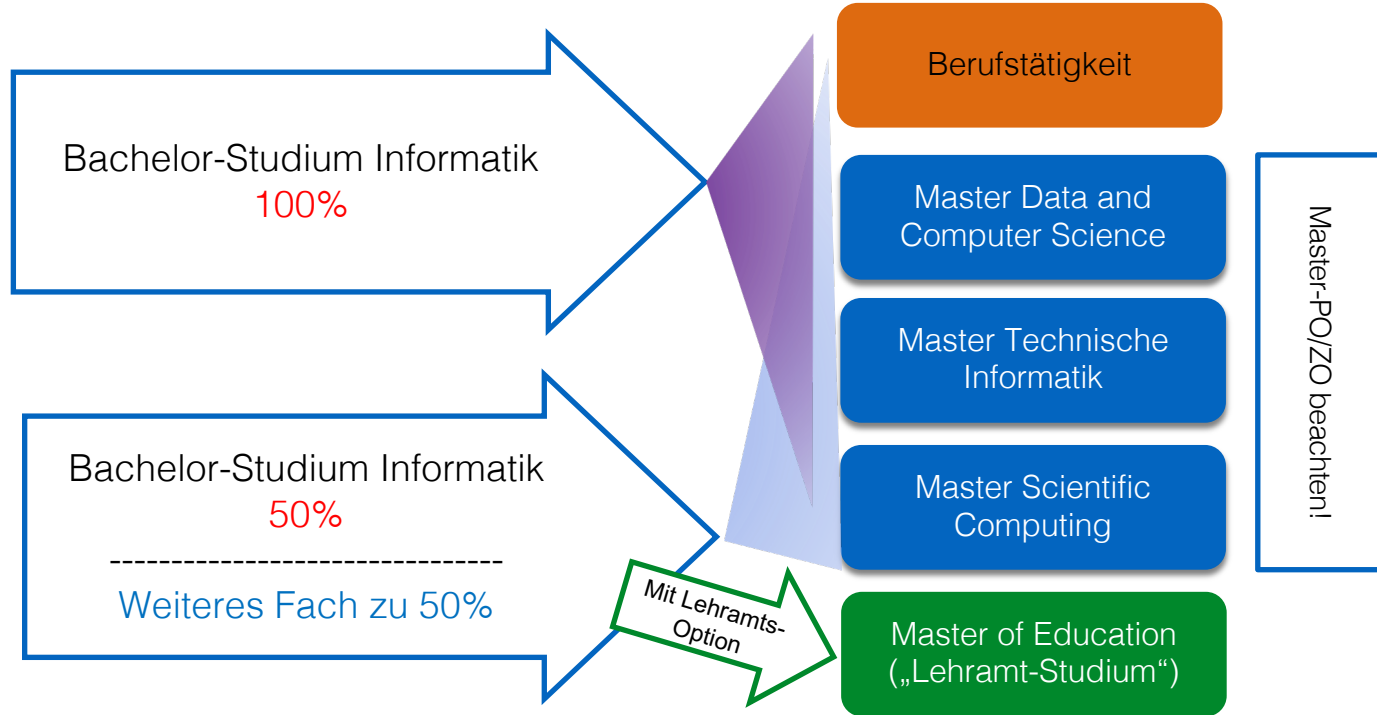 Bachelor-Studium Informatik
100%
Bachelor-Studium Informatik
50%
--------------------------------
Weiteres Fach zu 50%
Mit Lehramts-
Option
Berufstätigkeit
Master Data and
Computer Science
Master Technische
Informatik
Master Scientific
Computing
Master of Education
(„Lehramt-Studium“)
Master-PO/ZO beachten!